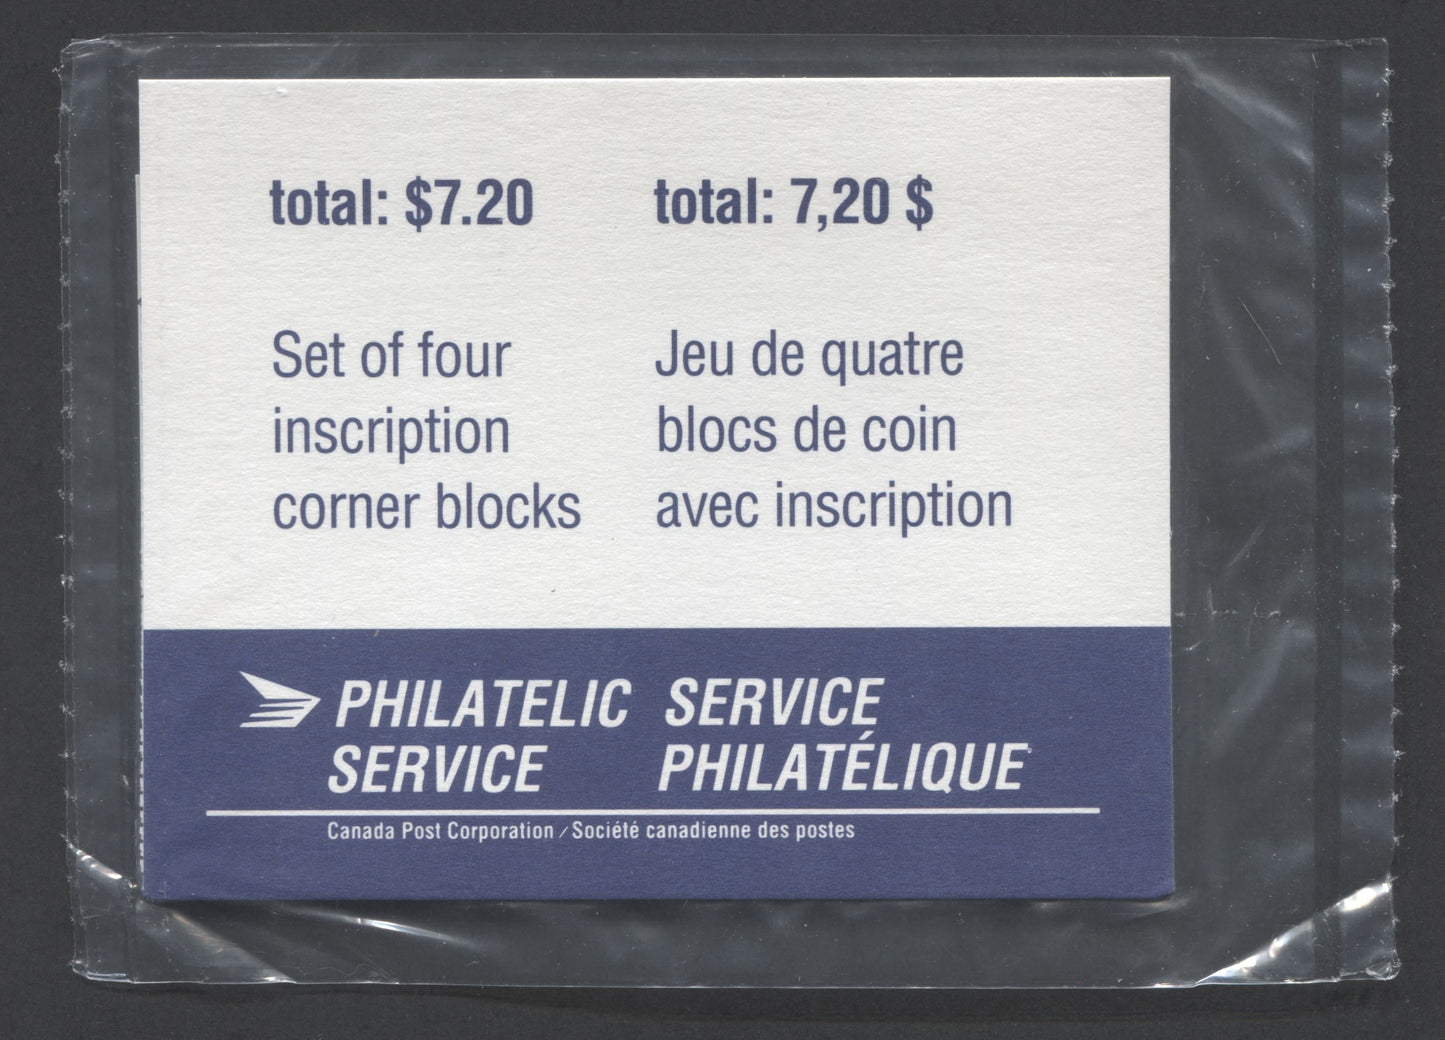 total: $7.20
Set of four
inscription
corner blocks
total: 7,20 $
Jeu de quatre
blocs de coin
avec inscription
PHILATELIC
SERVICE
SERVICE
PHILATÉLIQUE
Canada Post Corporation / Société canadienne des postes